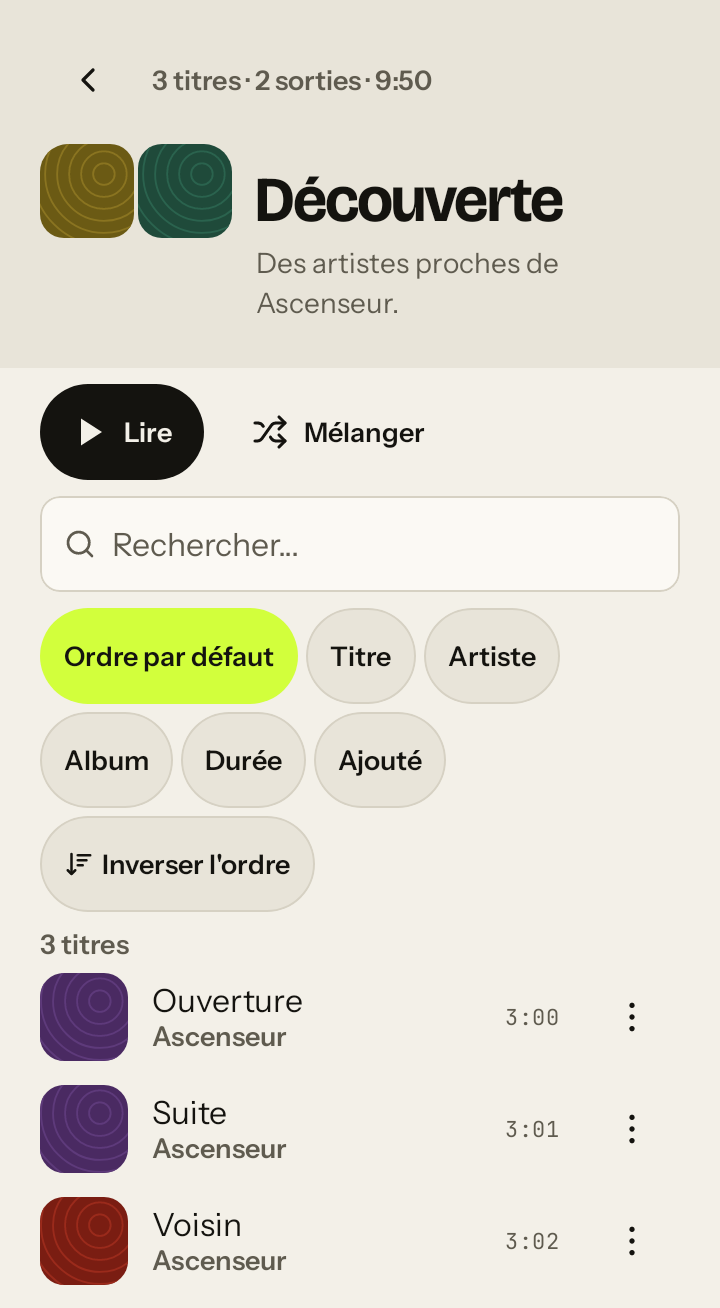 3 titres · 2 sorties · 9:50
Découverte
Des artistes proches de
Ascenseur.
Lire
Mélanger
Rechercher...
Ordre par défaut
Titre
Artiste
Album
Durée
Ajouté
Inverser l'ordre
3 titres
Ouverture
Ascenseur
3:00
Suite
Ascenseur
3:01
Voisin
Ascenseur
3:02